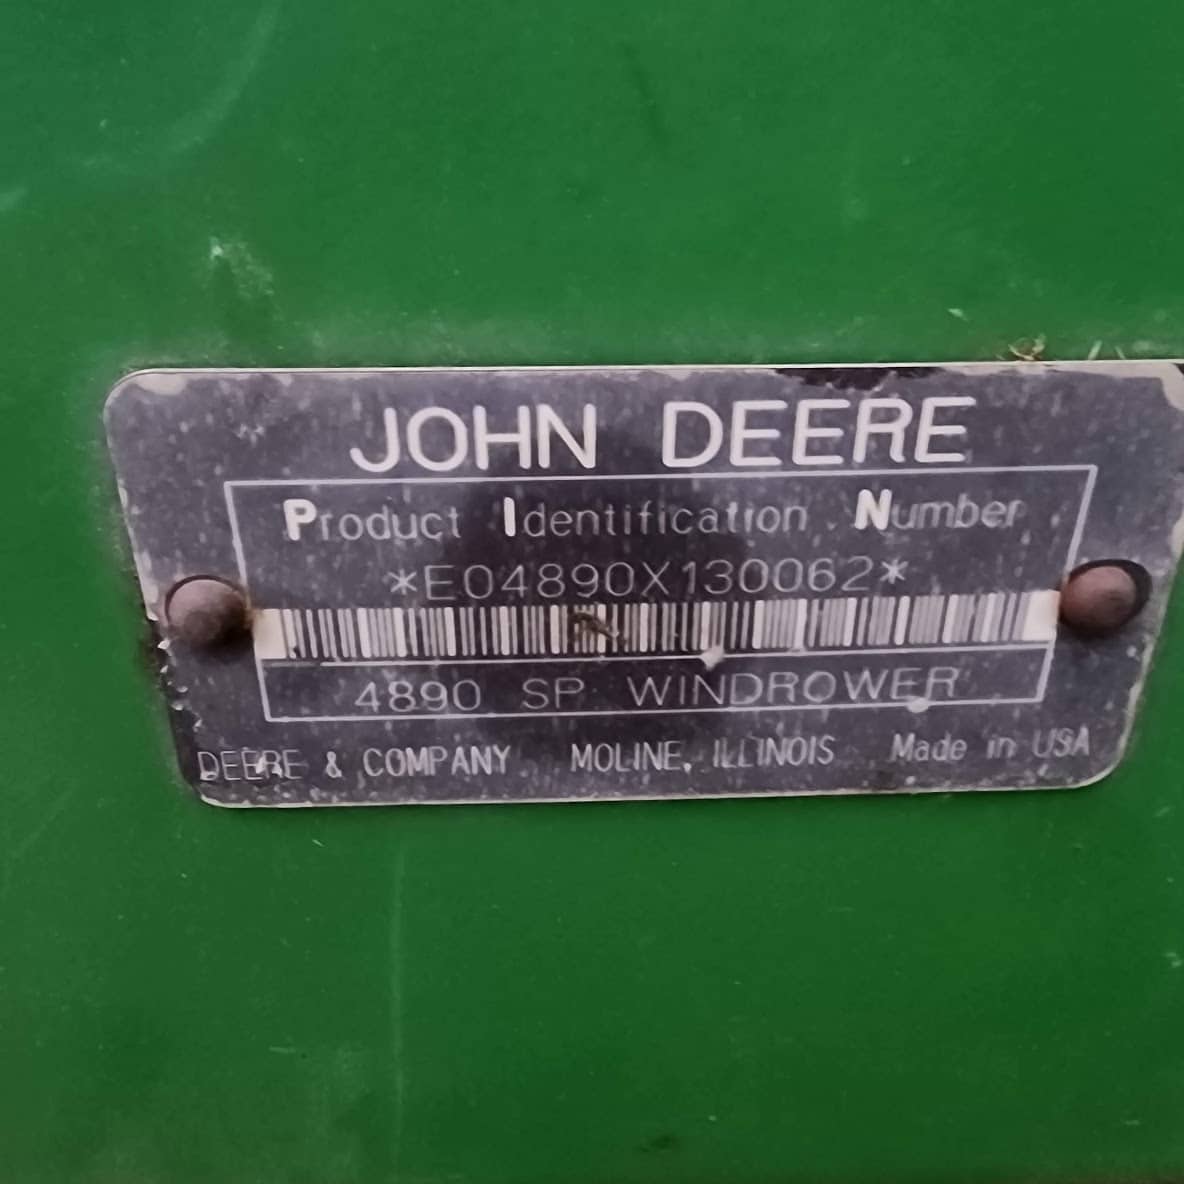 JOHN DEERE
Product Identification Number
*E04890X130062*
4890 SP WINDROWER
DEERE & COMPANY MOLINE, ILLINOIS Made in USA